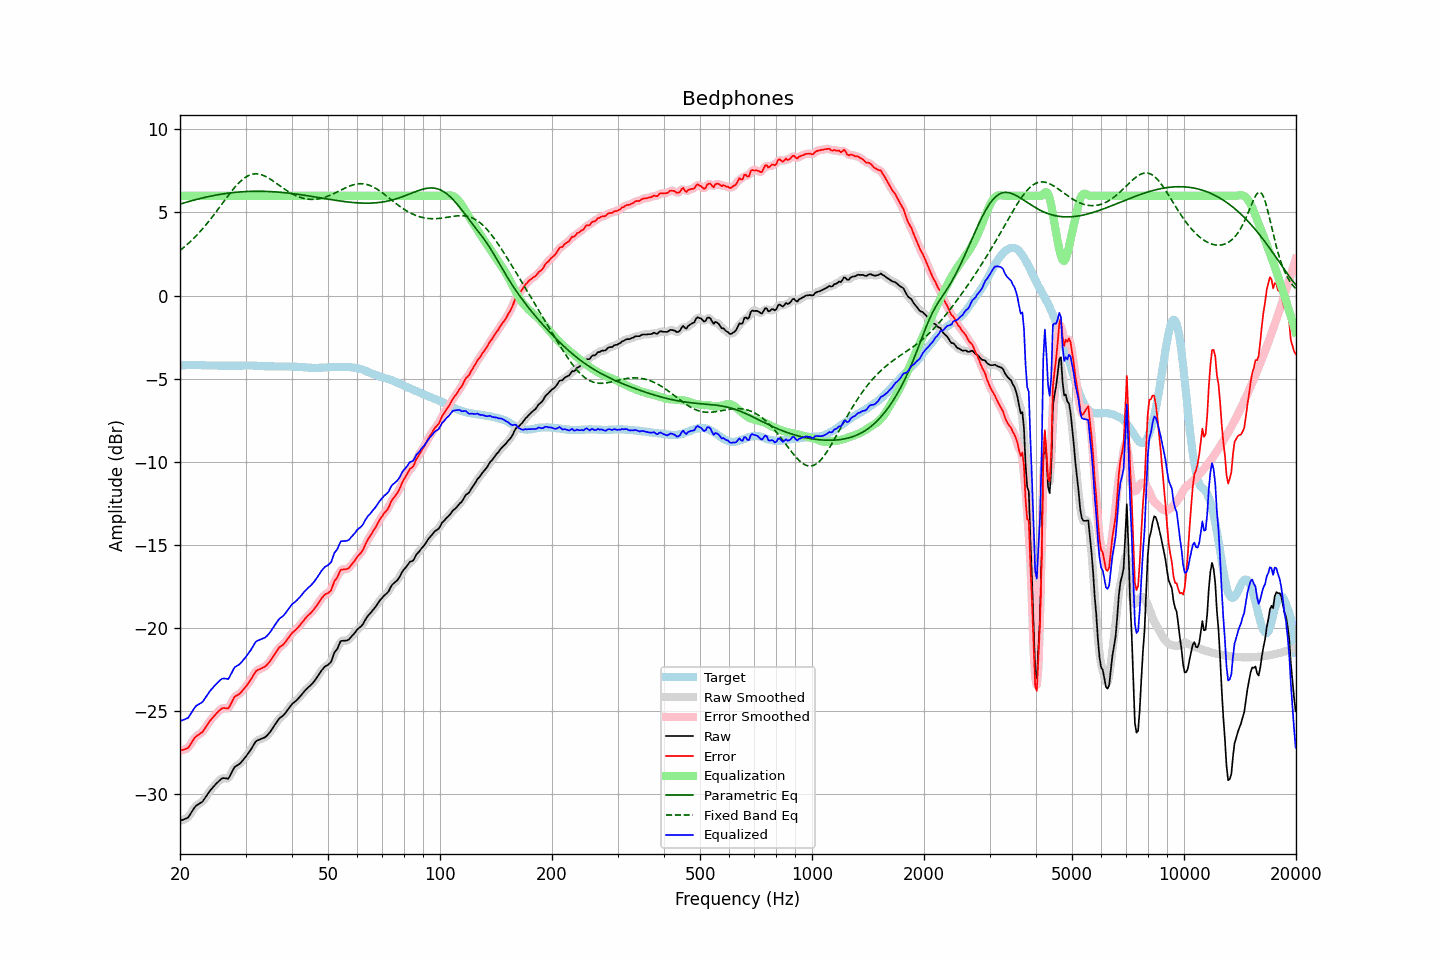 Bedphones
Amplitude (dBr)
10
5
0
−5
−10
−15
−20
−25
−30
Target
Raw Smoothed
Error Smoothed
Raw
Error
Equalization
Parametric Eq
Fixed Band Eq
Equalized
20 50 100 200 500 1000 2000 5000 10000 20000
Frequency (Hz)